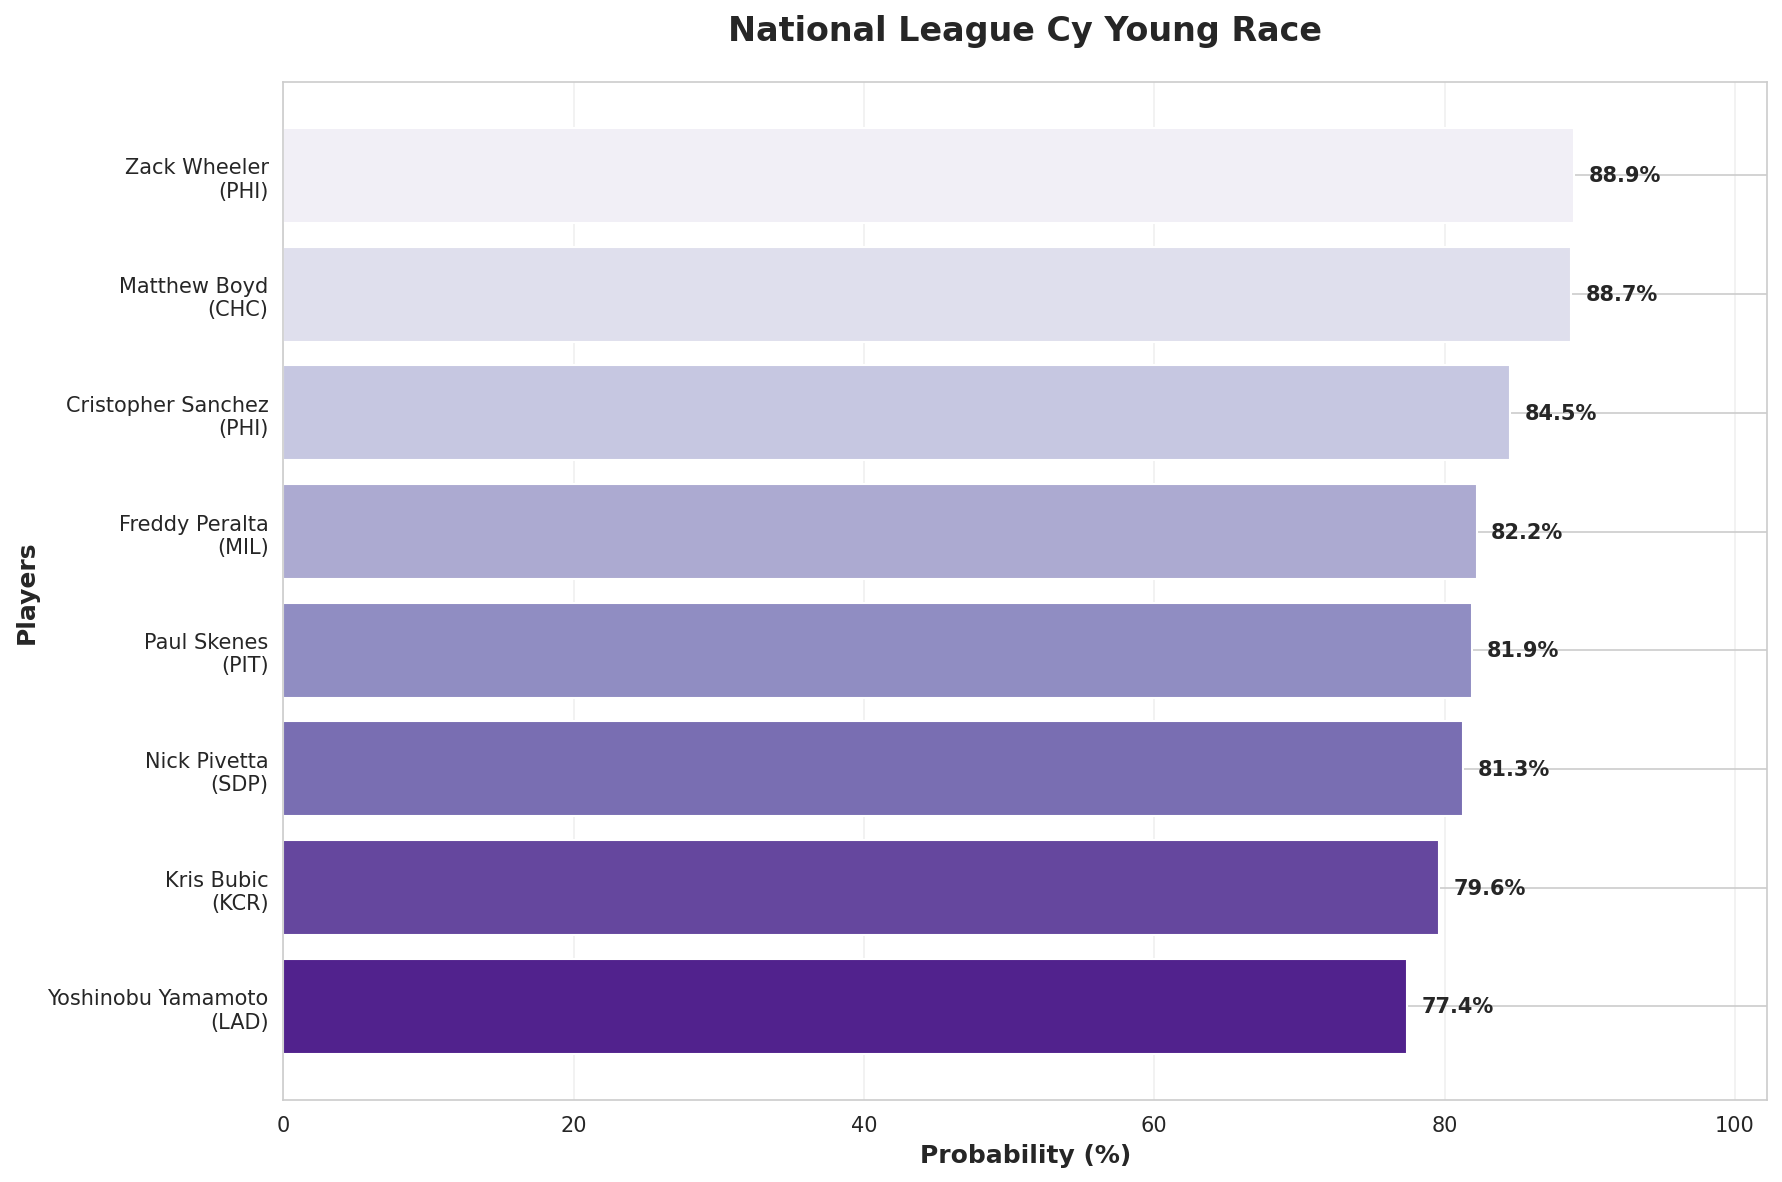 National League Cy Young Race
Players
Zack Wheeler
(PHI)
88.9%
Matthew Boyd
(CHC)
88.7%
Cristopher Sanchez
(PHI)
84.5%
Freddy Peralta
(MIL)
82.2%
Paul Skenes
(PIT)
81.9%
Nick Pivetta
(SDP)
81.3%
Kris Bubic
(KCR)
79.6%
Yoshinobu Yamamoto
(LAD)
77.4%
0 20 40 60 80 100
Probability (%)